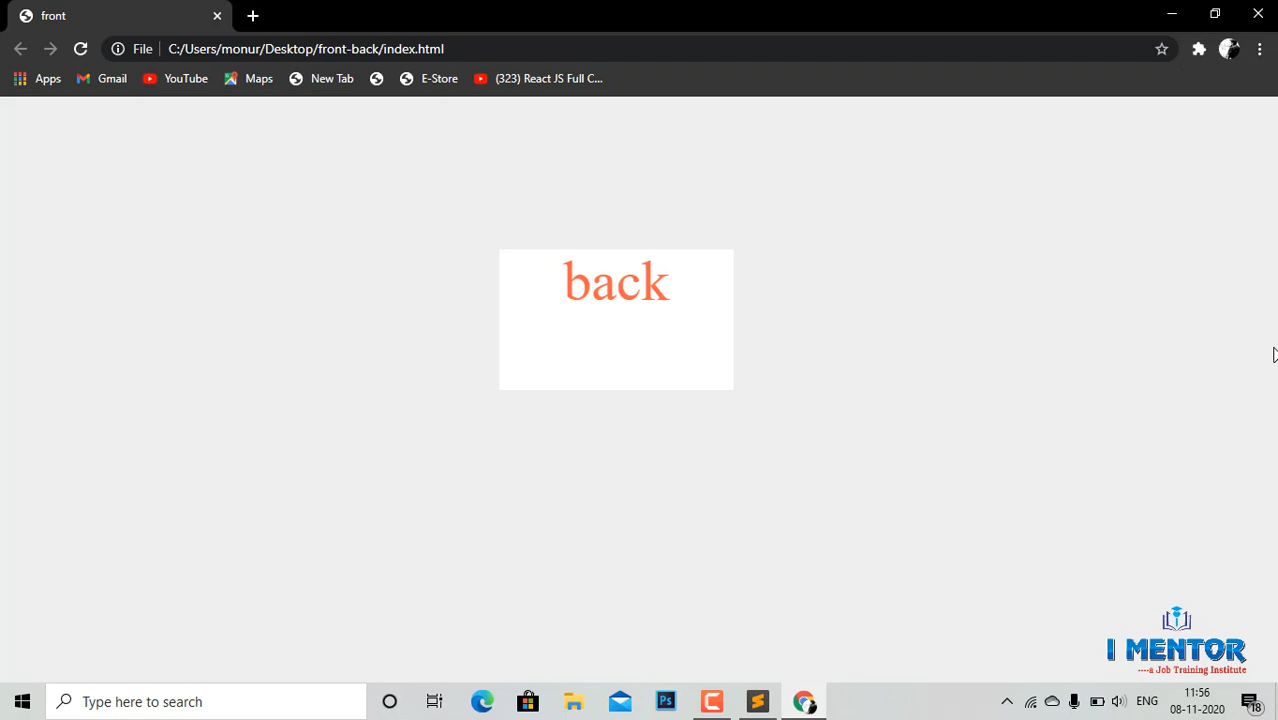 front
File
C:/Users/monur/Desktop/front-back/index.html
Apps
Gmail
YouTube
Maps
New Tab
E-Store
(323) React JS Full C...
back
I MENTOR
----a Job Training Institute
Type here to search
Ps
ENG
11:56
08-11-2020
18